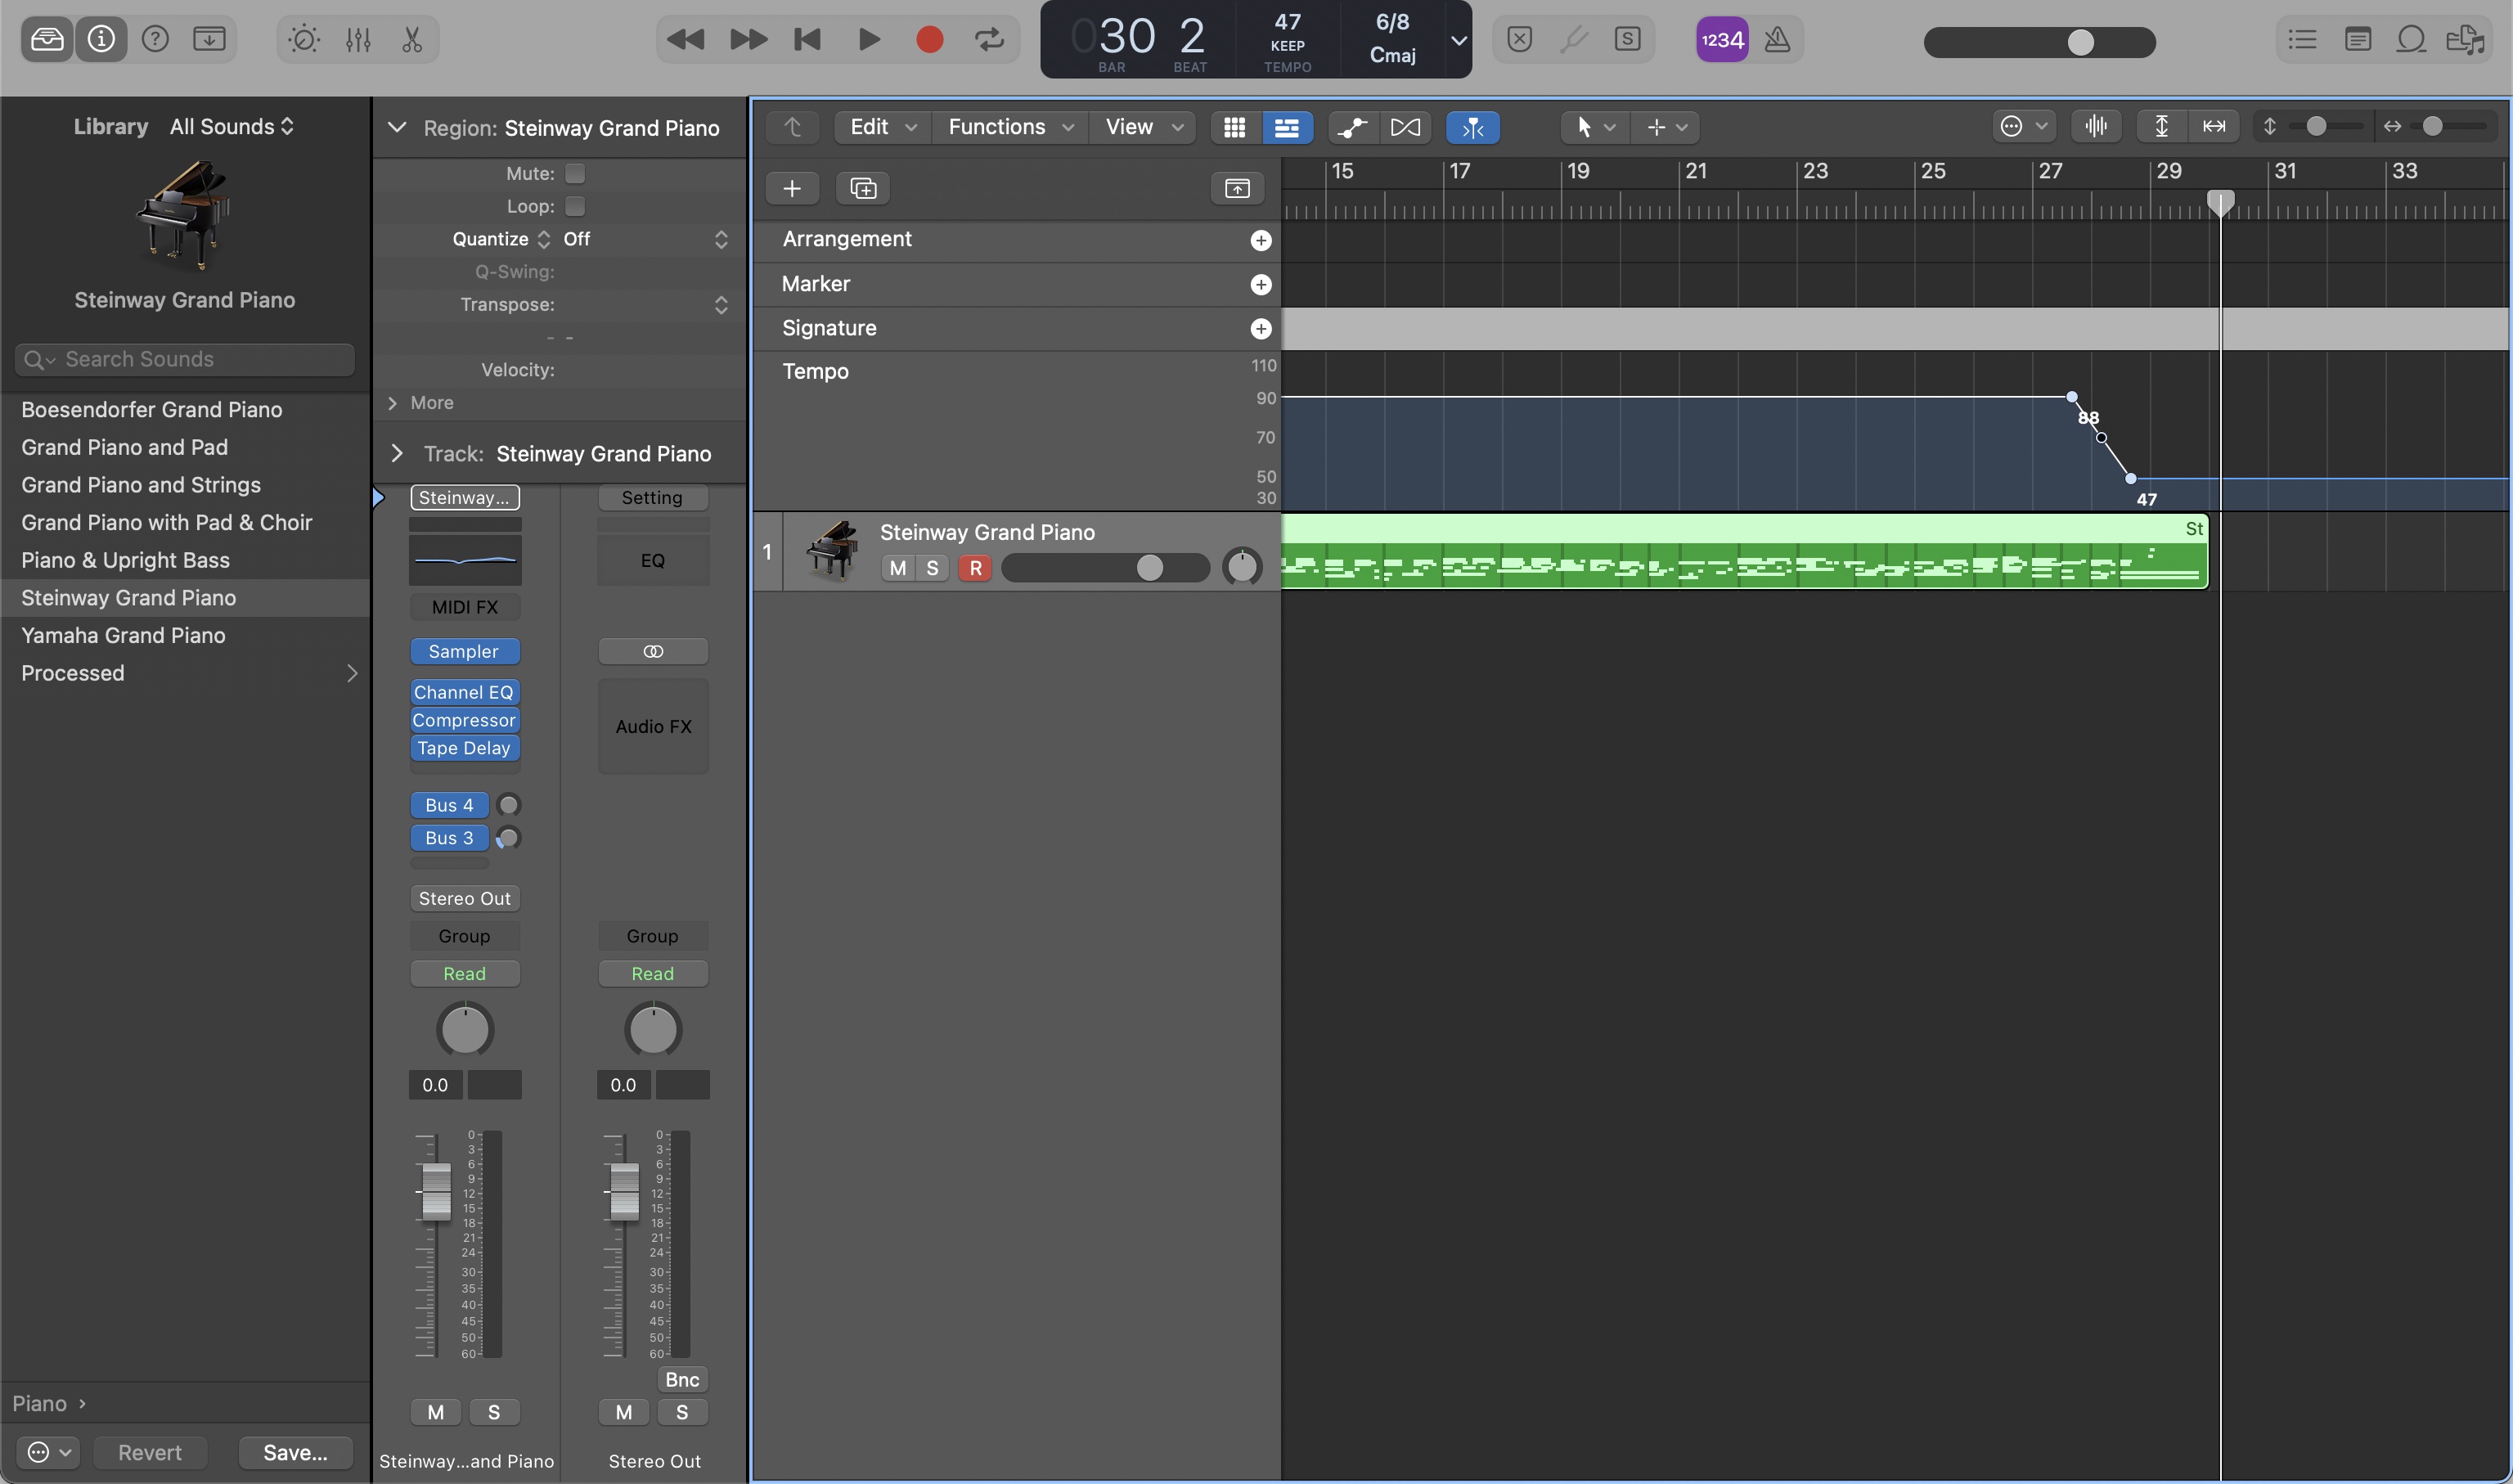 030 2 47 6/8
KEEP Cmaj
BAR BEAT TEMPO
1234
S
Library All Sounds
Steinway Grand Piano
Search Sounds
Boesendorfer Grand Piano
Grand Piano and Pad
Grand Piano and Strings
Grand Piano with Pad & Choir
Piano & Upright Bass
Steinway Grand Piano
Yamaha Grand Piano
Processed
Piano
Revert Save...
Region: Steinway Grand Piano
Mute:
Loop:
Quantize Off
Q-Swing:
Transpose:
- -
Velocity:
More
Track: Steinway Grand Piano
Steinway... Setting
EQ
MIDI FX
Sampler
Channel EQ
Compressor
Tape Delay
Audio FX
Bus 4
Bus 3
Stereo Out
Group Group
Read Read
0.0 0.0
0 0
3 3
6 6
9 9
12 12
15 15
18 18
21 21
24 24
30 30
35 35
40 40
45 45
50 50
60 60
Bnc
M S M S
Steinway...and Piano Stereo Out
Edit Functions View
15 17 19 21 23 25 27 29 31 33
Arrangement
Marker
Signature
Tempo
110
90
70
50
30
88
47
1
Steinway Grand Piano
M S R
St